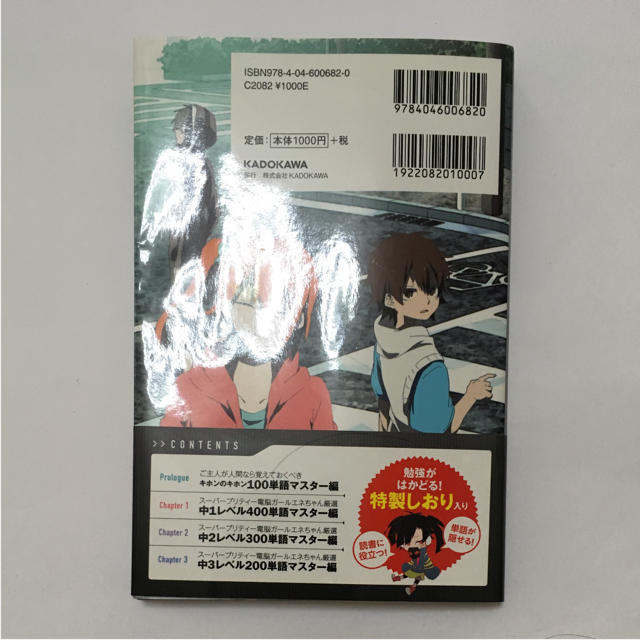 ISBN978-4-04-600682-0
C2082 ¥1000E
9784046006820
定価：本体1000円+税
KADOKAWA
発行 株式会社KADOKAWA
1922082010007
>> CONTENTS
Prologue ご主人が人間なら覚えておくべき
キホンのキホン100単語マスター編
Chapter 1 スーパープリティー電脳ガールエネちゃん厳選
中1レベル400単語マスター編
Chapter 2 スーパープリティー電脳ガールエネちゃん厳選
中2レベル300単語マスター編
Chapter 3 スーパープリティー電脳ガールエネちゃん厳選
中3レベル200単語マスター編
勉強が
はかどる!
特製しおり入り
単語が
隠せる!
読書に
役立つ!